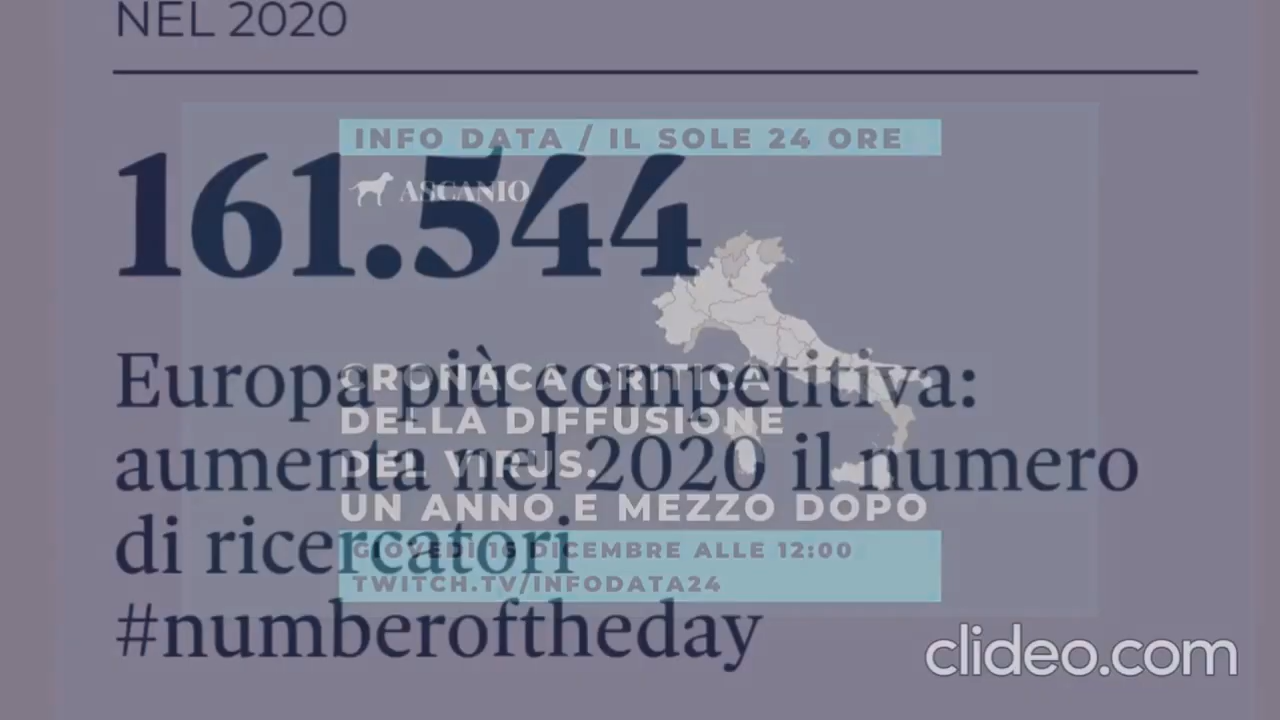 NEL 2020
INFO DATA / IL SOLE 24 ORE
161.544
ASCANIO
Europa più competitiva:
aumenta nel 2020 il numero
di ricercatori
#numberoftheday
CRONACA CRITICA
DELLA DIFFUSIONE
DEL VIRUS.
UN ANNO E MEZZO DOPO
GIOVEDÌ 16 DICEMBRE ALLE 12:00
TWITCH.TV/INFODATA24
clideo.com